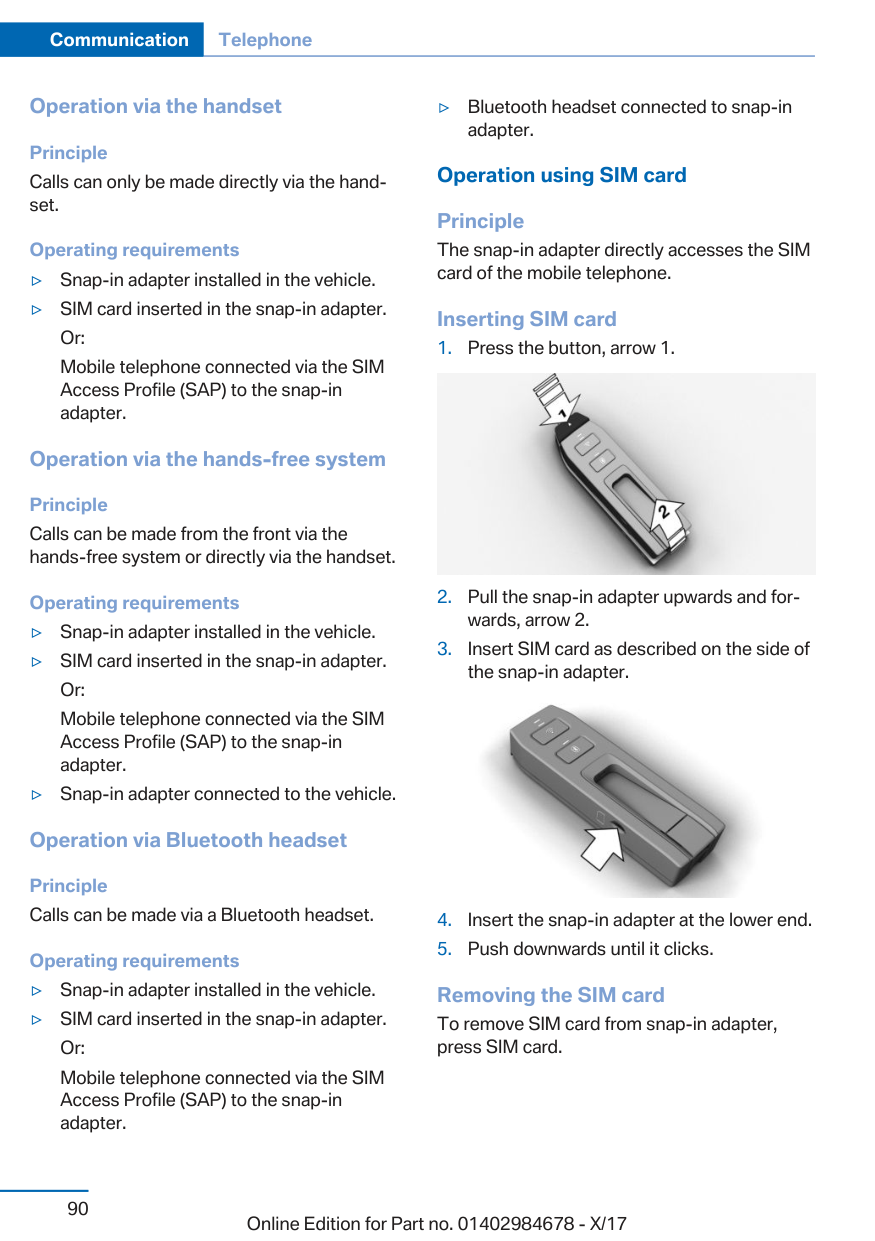 Communication Telephone
Operation via the handset
Principle
Calls can only be made directly via the hand-
set.
Operating requirements
▷ Snap-in adapter installed in the vehicle.
▷ SIM card inserted in the snap-in adapter.
Or:
Mobile telephone connected via the SIM
Access Profile (SAP) to the snap-in
adapter.
Operation via the hands-free system
Principle
Calls can be made from the front via the
hands-free system or directly via the handset.
Operating requirements
▷ Snap-in adapter installed in the vehicle.
▷ SIM card inserted in the snap-in adapter.
Or:
Mobile telephone connected via the SIM
Access Profile (SAP) to the snap-in
adapter.
▷ Snap-in adapter connected to the vehicle.
Operation via Bluetooth headset
Principle
Calls can be made via a Bluetooth headset.
Operating requirements
▷ Snap-in adapter installed in the vehicle.
▷ SIM card inserted in the snap-in adapter.
Or:
Mobile telephone connected via the SIM
Access Profile (SAP) to the snap-in
adapter.
▷ Bluetooth headset connected to snap-in
adapter.
Operation using SIM card
Principle
The snap-in adapter directly accesses the SIM
card of the mobile telephone.
Inserting SIM card
1. Press the button, arrow 1.
1
2
2. Pull the snap-in adapter upwards and for-
wards, arrow 2.
3. Insert SIM card as described on the side of
the snap-in adapter.
4. Insert the snap-in adapter at the lower end.
5. Push downwards until it clicks.
Removing the SIM card
To remove SIM card from snap-in adapter,
press SIM card.
90
Online Edition for Part no. 01402984678 - X/17